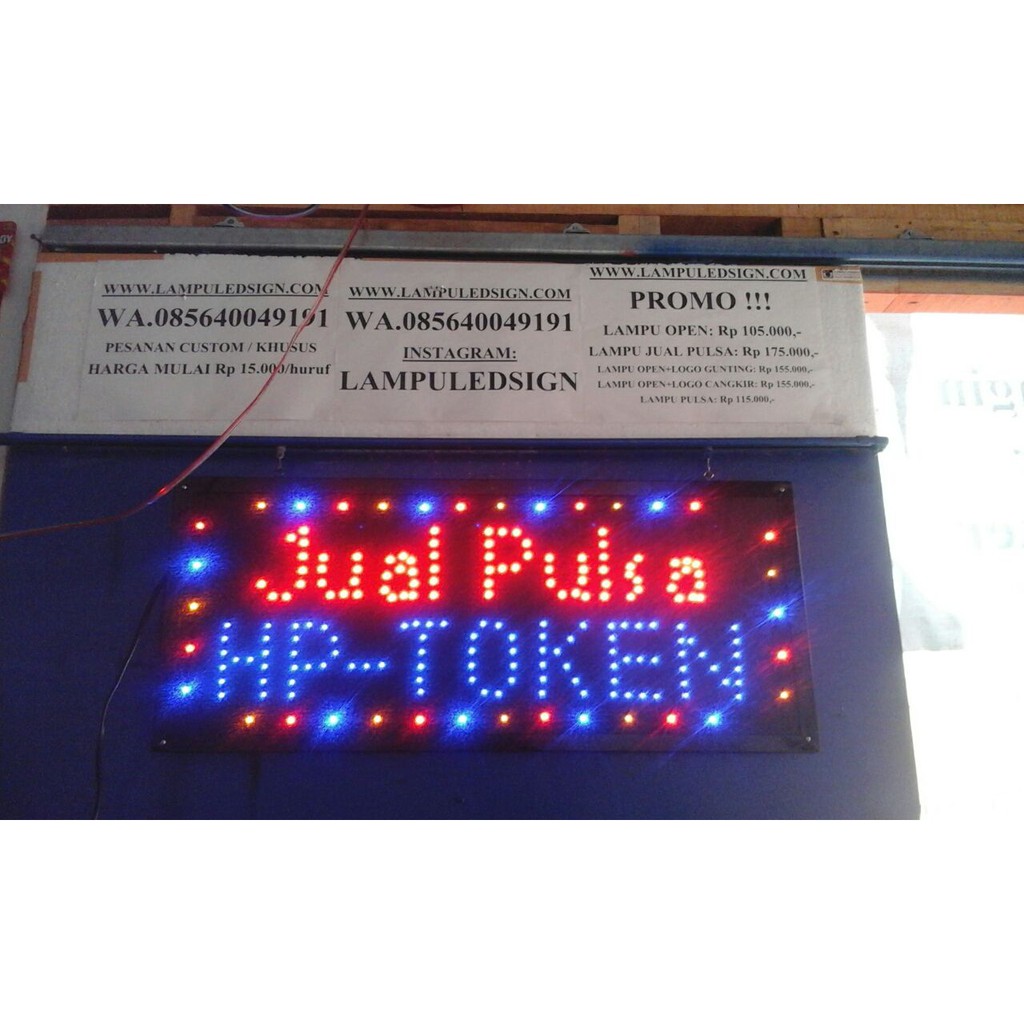 WWW.LAMPULEDSIGN.COM
WA.085640049191
PESANAN CUSTOM / KHUSUS
HARGA MULAI Rp 15.000/huruf
WWW.LAMPULEDSIGN.COM
WA.085640049191
INSTAGRAM:
LAMPULEDSIGN
WWW.LAMPULEDSIGN.COM
PROMO !!!
LAMPU OPEN: Rp 105.000,-
LAMPU JUAL PULSA: Rp 175.000,-
LAMPU OPEN+LOGO GUNTING: Rp 155.000,-
LAMPU OPEN+LOGO CANGKIR: Rp 155.000,-
LAMPU PULSA: Rp 115.000,-
Jual Pulsa
HP-TOKEN